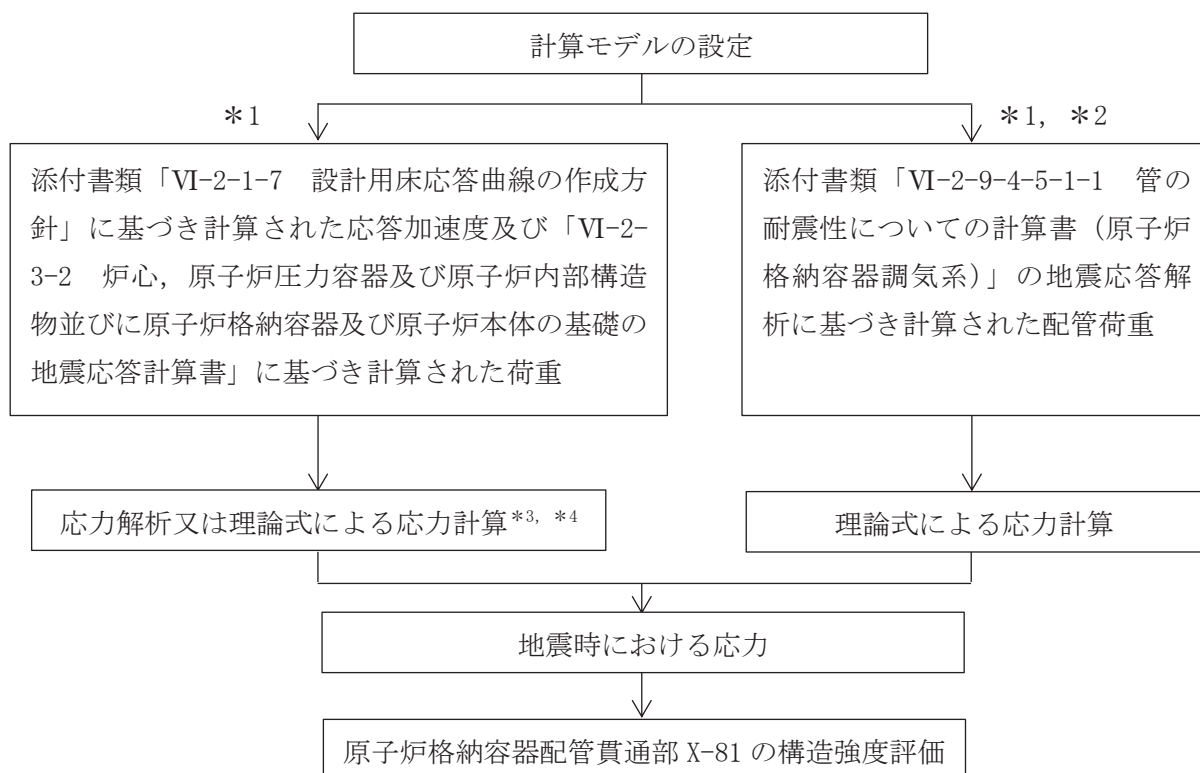 計算モデルの設定
＊1
＊1, ＊2
添付書類「Ⅵ-2-1-7　設計用床応答曲線の作成方
針」に基づき計算された応答加速度及び「Ⅵ-2-
3-2　炉心，原子炉圧力容器及び原子炉内部構造
物並びに原子炉格納容器及び原子炉本体の基礎の
地震応答計算書」に基づき計算された荷重
添付書類「Ⅵ-2-9-4-5-1-1　管の
耐震性についての計算書（原子炉
格納容器調気系）」の地震応答解
析に基づき計算された配管荷重
応力解析又は理論式による応力計算*3, *4
理論式による応力計算
地震時における応力
原子炉格納容器配管貫通部 X-81 の構造強度評価